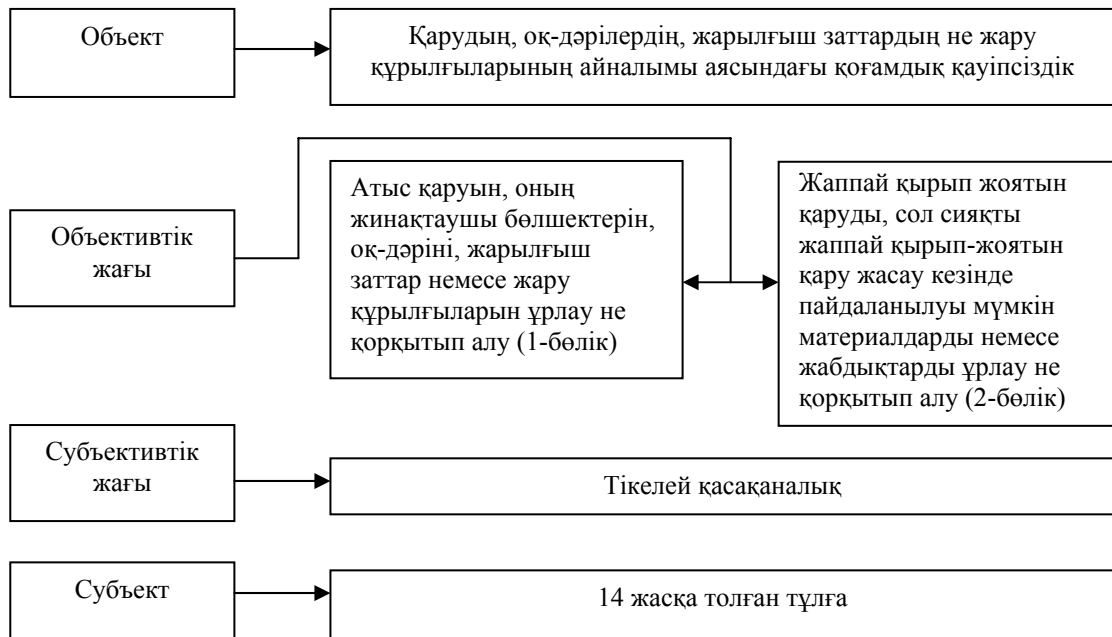 Объект
Қарудың, оқ-дәрілердің, жарылғыш заттардың не жару
құрылғыларының айналымы аясындағы қоғамдық қауіпсіздік
Объективтік
жағы
Атыс қаруын, оның
жинақтаушы бөлшектерін,
оқ-дәріні, жарылғыш
заттар немесе жару
құрылғыларын ұрлау не
қорқытып алу (1-бөлік)
Жаппай қырып жоятын
қаруды, сол сияқты
жаппай қырып-жоятын
қару жасау кезінде
пайдаланылуы мүмкін
материалдарды немесе
жабдықтарды ұрлау не
қорқытып алу (2-бөлік)
Субъективтік
жағы
Тікелей қасақаналық
Субъект
14 жасқа толған тұлға